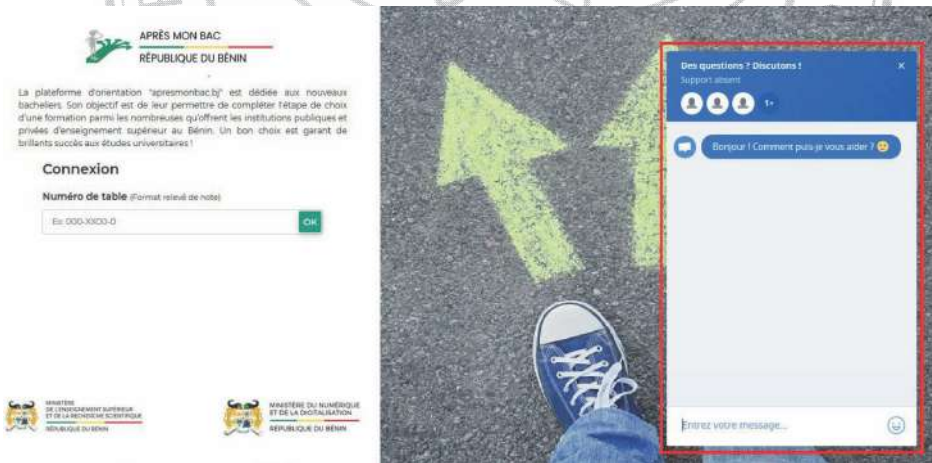 APRÈS MON BAC
RÉPUBLIQUE DU BÉNIN
La plateforme d'orientation "apresmonbac.bj" est dédiée aux nouveaux
bacheliers. Son objectif est de leur permettre de compléter l'étape de choix
d'une formation parmi les nombreuses qu'offrent les institutions publiques et
privées d'enseignement supérieur au Bénin. Un bon choix est garant de
brillants succès aux études universitaires !
Connexion
Numéro de table (Format relevé de note)
OK
MINISTÈRE
DE L'ENSEIGNEMENT SUPÉRIEUR
ET DE LA RECHERCHE SCIENTIFIQUE
RÉPUBLIQUE DU BÉNIN
MINISTÈRE DU NUMÉRIQUE
ET DE LA DIGITALISATION
RÉPUBLIQUE DU BÉNIN
Des questions ? Discutons !
Support absent
1+
Bonjour ! Comment puis-je vous aider ?
Entrez votre message...